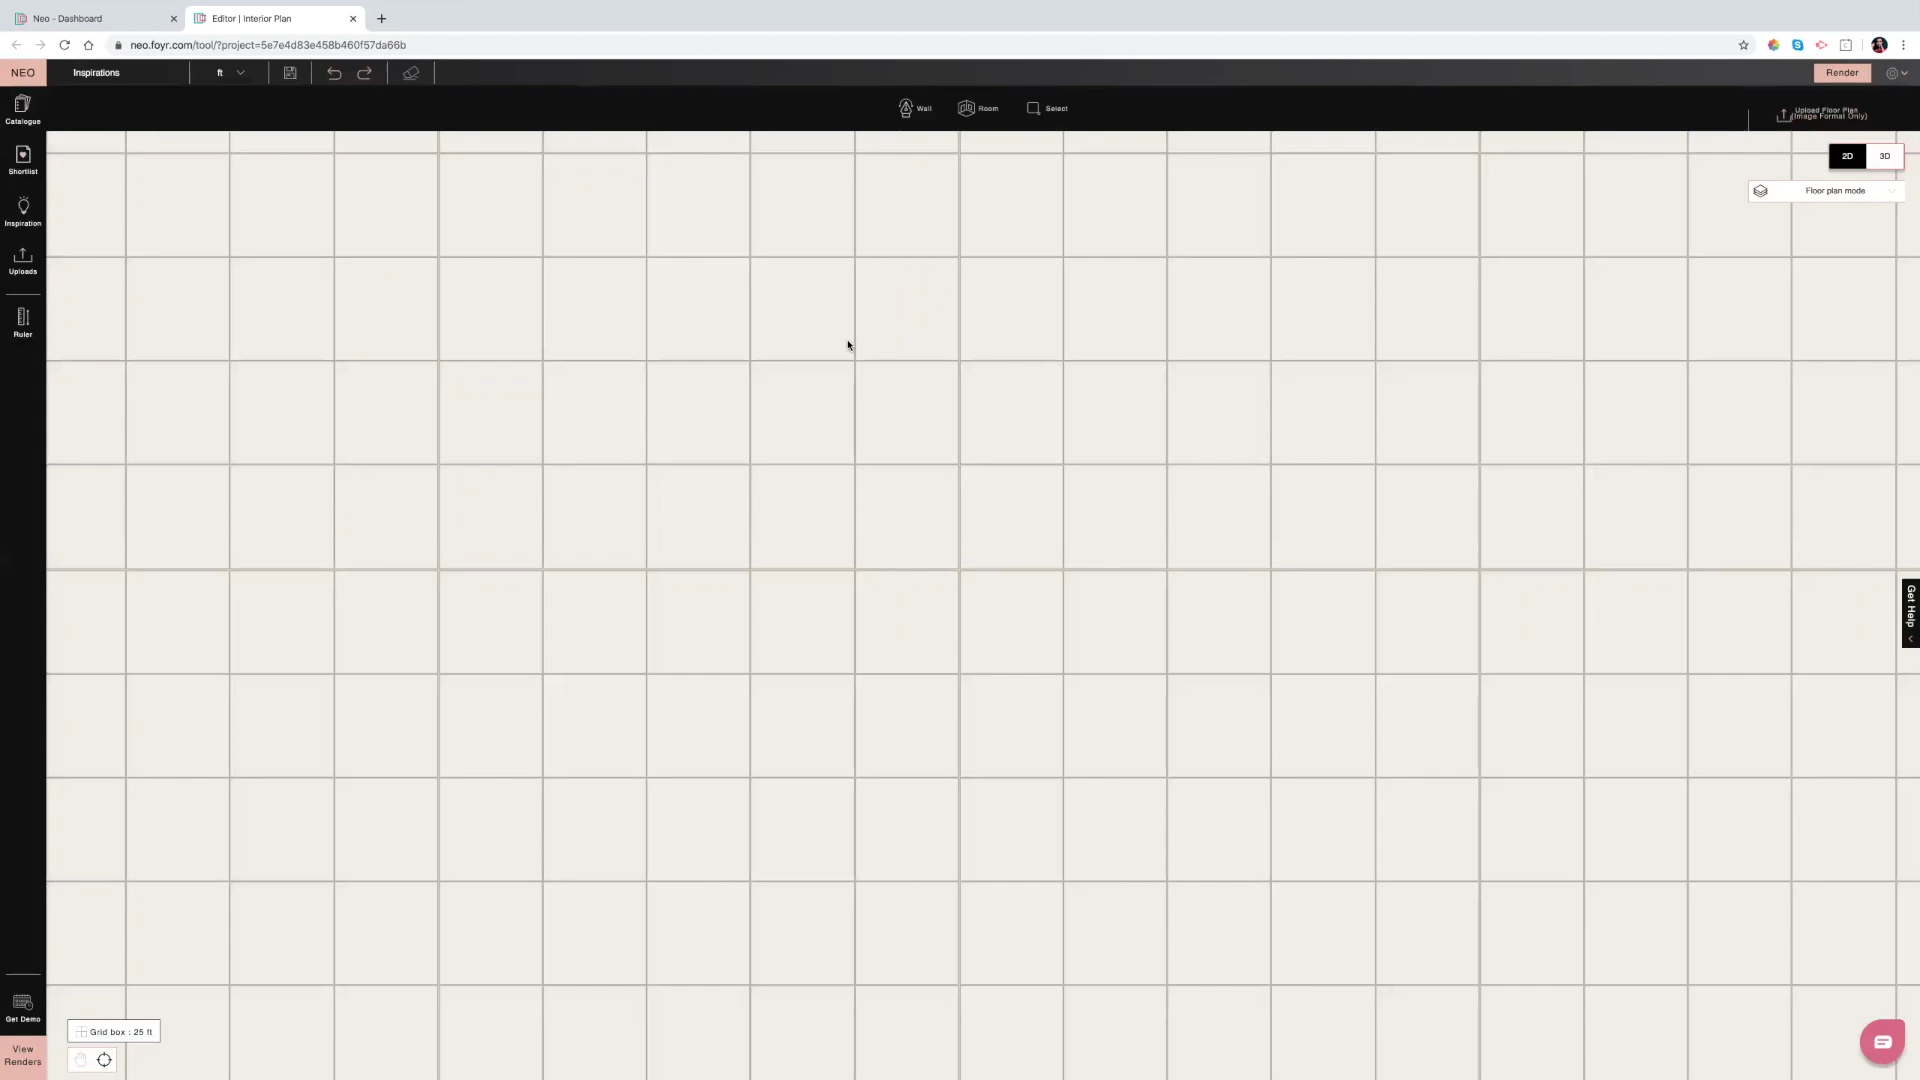 Neo - Dashboard
Editor | Interior Plan
neo.foyr.com/tool/?project=5e7e4d83e458b460f57da66b
NEO
Inspirations
ft
Render
Catalogue
Wall
Room
Select
Upload Floor Plan
(Image Format Only)
2D
3D
Shortlist
Floor plan mode
Inspiration
Uploads
Ruler
Get Help
Get Demo
Grid box : 25 ft
View
Renders